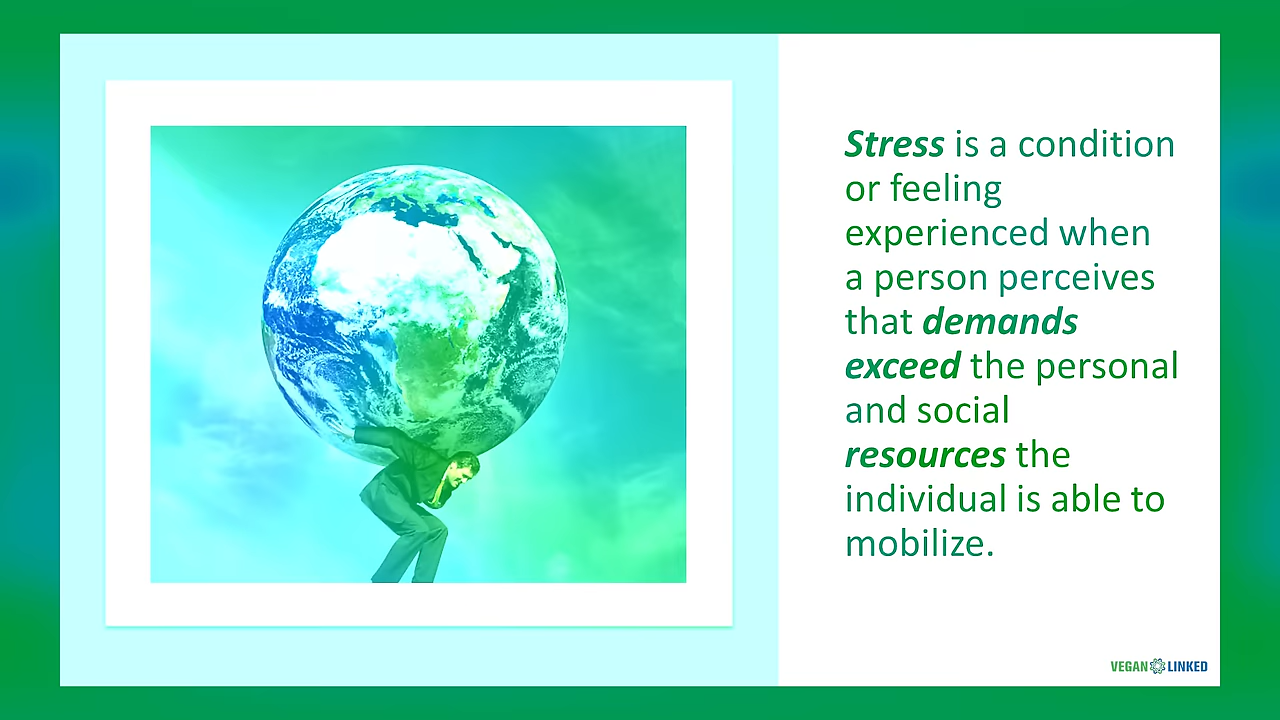 Stress is a condition
or feeling
experienced when
a person perceives
that demands
exceed the personal
and social
resources the
individual is able to
mobilize.
VEGAN LINKED